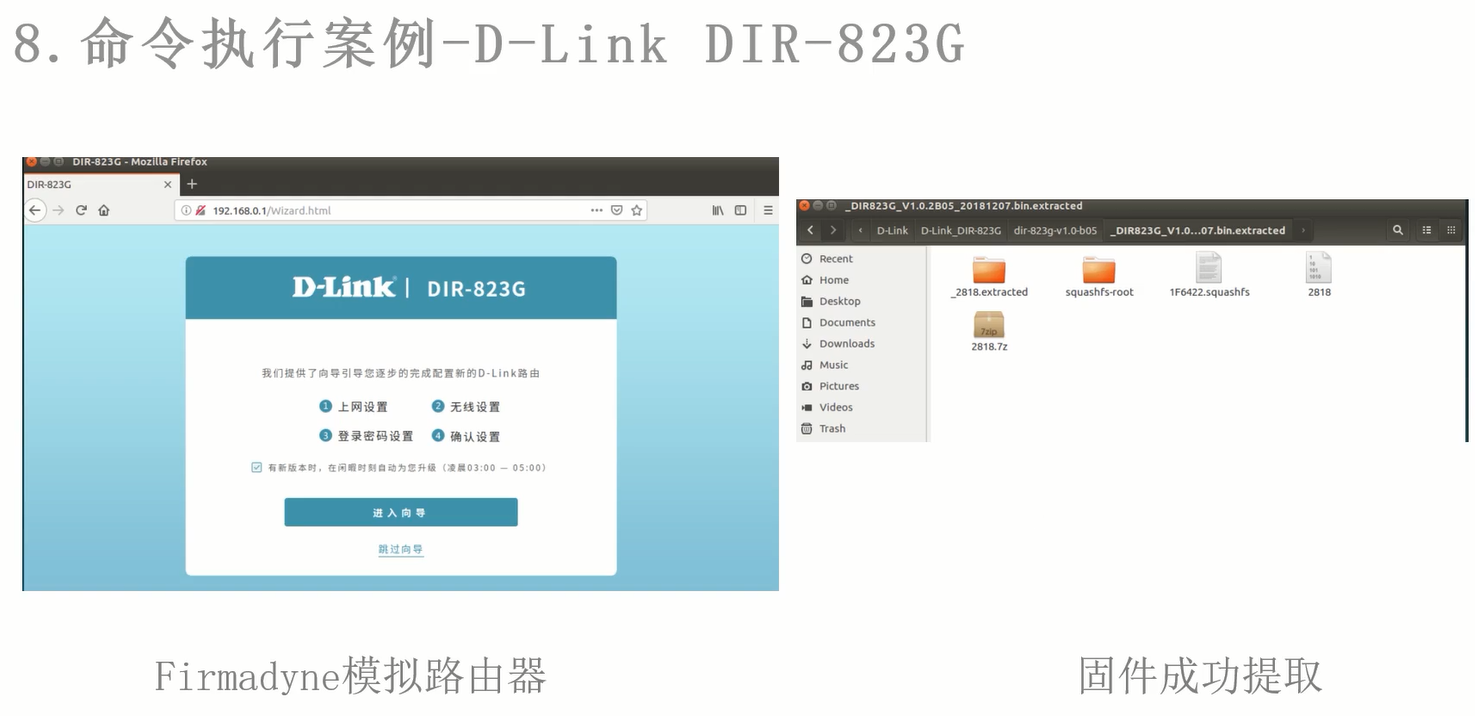 8.命令执行案例-D-Link DIR-823G
DIR-823G - Mozilla Firefox
DIR-823G
192.168.0.1/Wizard.html
D-Link | DIR-823G
我们提供了向导引导您逐步的完成配置新的D-Link路由
1 上网设置 2 无线设置
3 登录密码设置 4 确认设置
有新版本时，在闲暇时刻自动为您升级（凌晨03:00 — 05:00）
进入向导
跳过向导
_DIR823G_V1.0.2B05_20181207.bin.extracted
D-Link D-Link_DIR-823G dir-823g-v1.0-b05 _DIR823G_V1.0...07.bin.extracted
Recent
Home
Desktop
Documents
Downloads
Music
Pictures
Videos
Trash
_2818.extracted squashfs-root 1F6422.squashfs 2818
7zip
2818.7z
Firmadyne模拟路由器
固件成功提取